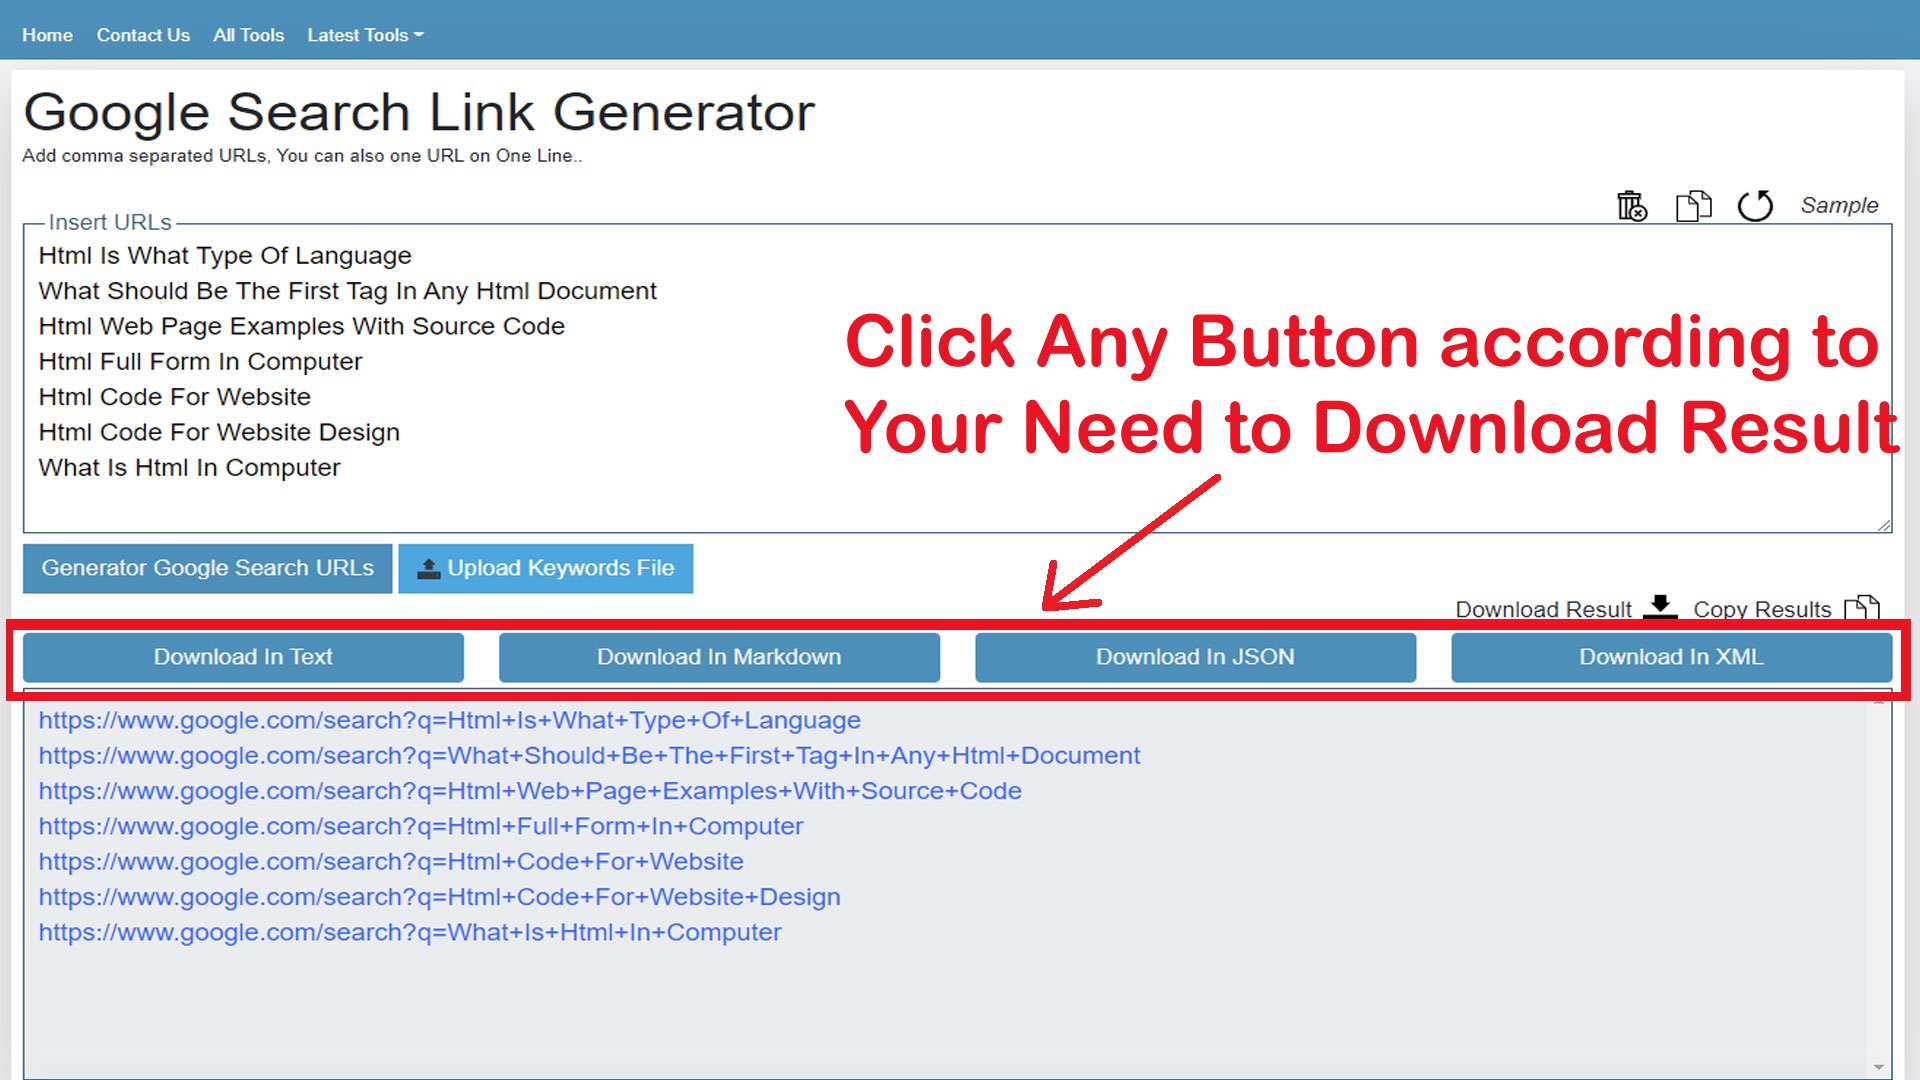 Home Contact Us All Tools Latest Tools
Google Search Link Generator
Add comma separated URLs, You can also one URL on One Line..
Sample
Insert URLs
Html Is What Type Of Language
What Should Be The First Tag In Any Html Document
Html Web Page Examples With Source Code
Html Full Form In Computer
Html Code For Website
Html Code For Website Design
What Is Html In Computer
Click Any Button according to
Your Need to Download Result
Generator Google Search URLs Upload Keywords File
Download Result Copy Results
Download In Text Download In Markdown Download In JSON Download In XML
https://www.google.com/search?q=Html+Is+What+Type+Of+Language
https://www.google.com/search?q=What+Should+Be+The+First+Tag+In+Any+Html+Document
https://www.google.com/search?q=Html+Web+Page+Examples+With+Source+Code
https://www.google.com/search?q=Html+Full+Form+In+Computer
https://www.google.com/search?q=Html+Code+For+Website
https://www.google.com/search?q=Html+Code+For+Website+Design
https://www.google.com/search?q=What+Is+Html+In+Computer